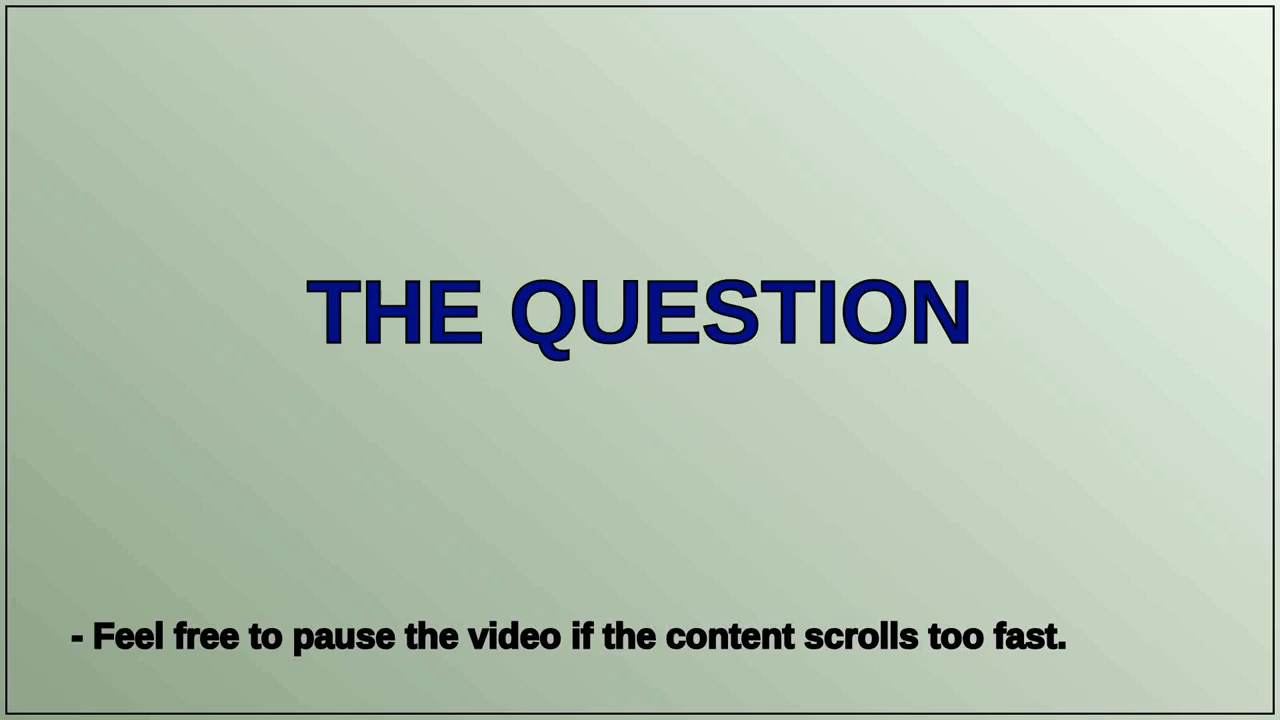 THE QUESTION
- Feel free to pause the video if the content scrolls too fast.